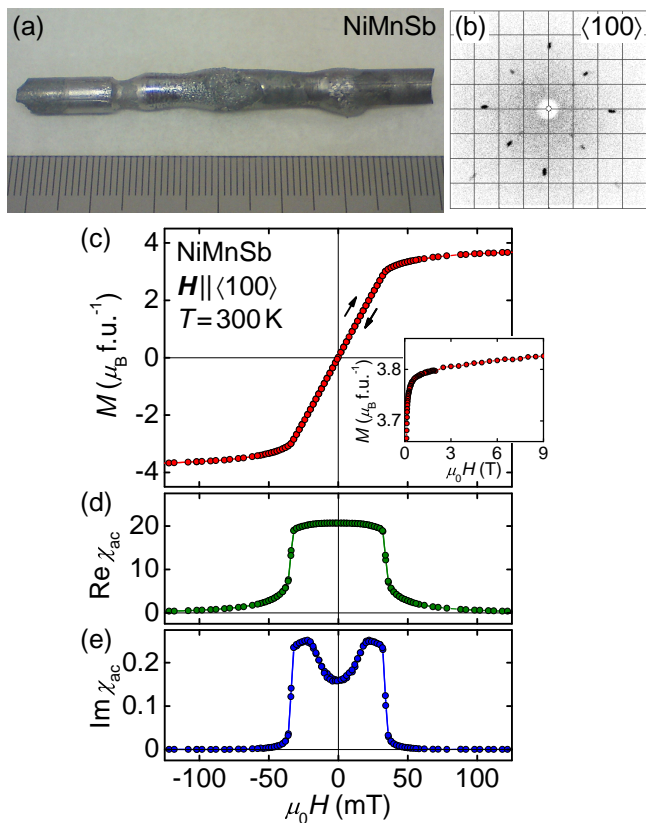 (a) NiMnSb
(b) ⟨100⟩
(c)
NiMnSb
H||⟨100⟩
T = 300 K
M (μB f.u.⁻¹)
4
2
0
-2
-4
M (μB f.u.⁻¹)
3.8
3.7
0 3 6 9
μ0H (T)
(d)
Re χac
20
10
0
(e)
Im χac
0.2
0.1
0
-100 -50 0 50 100
μ0H (mT)